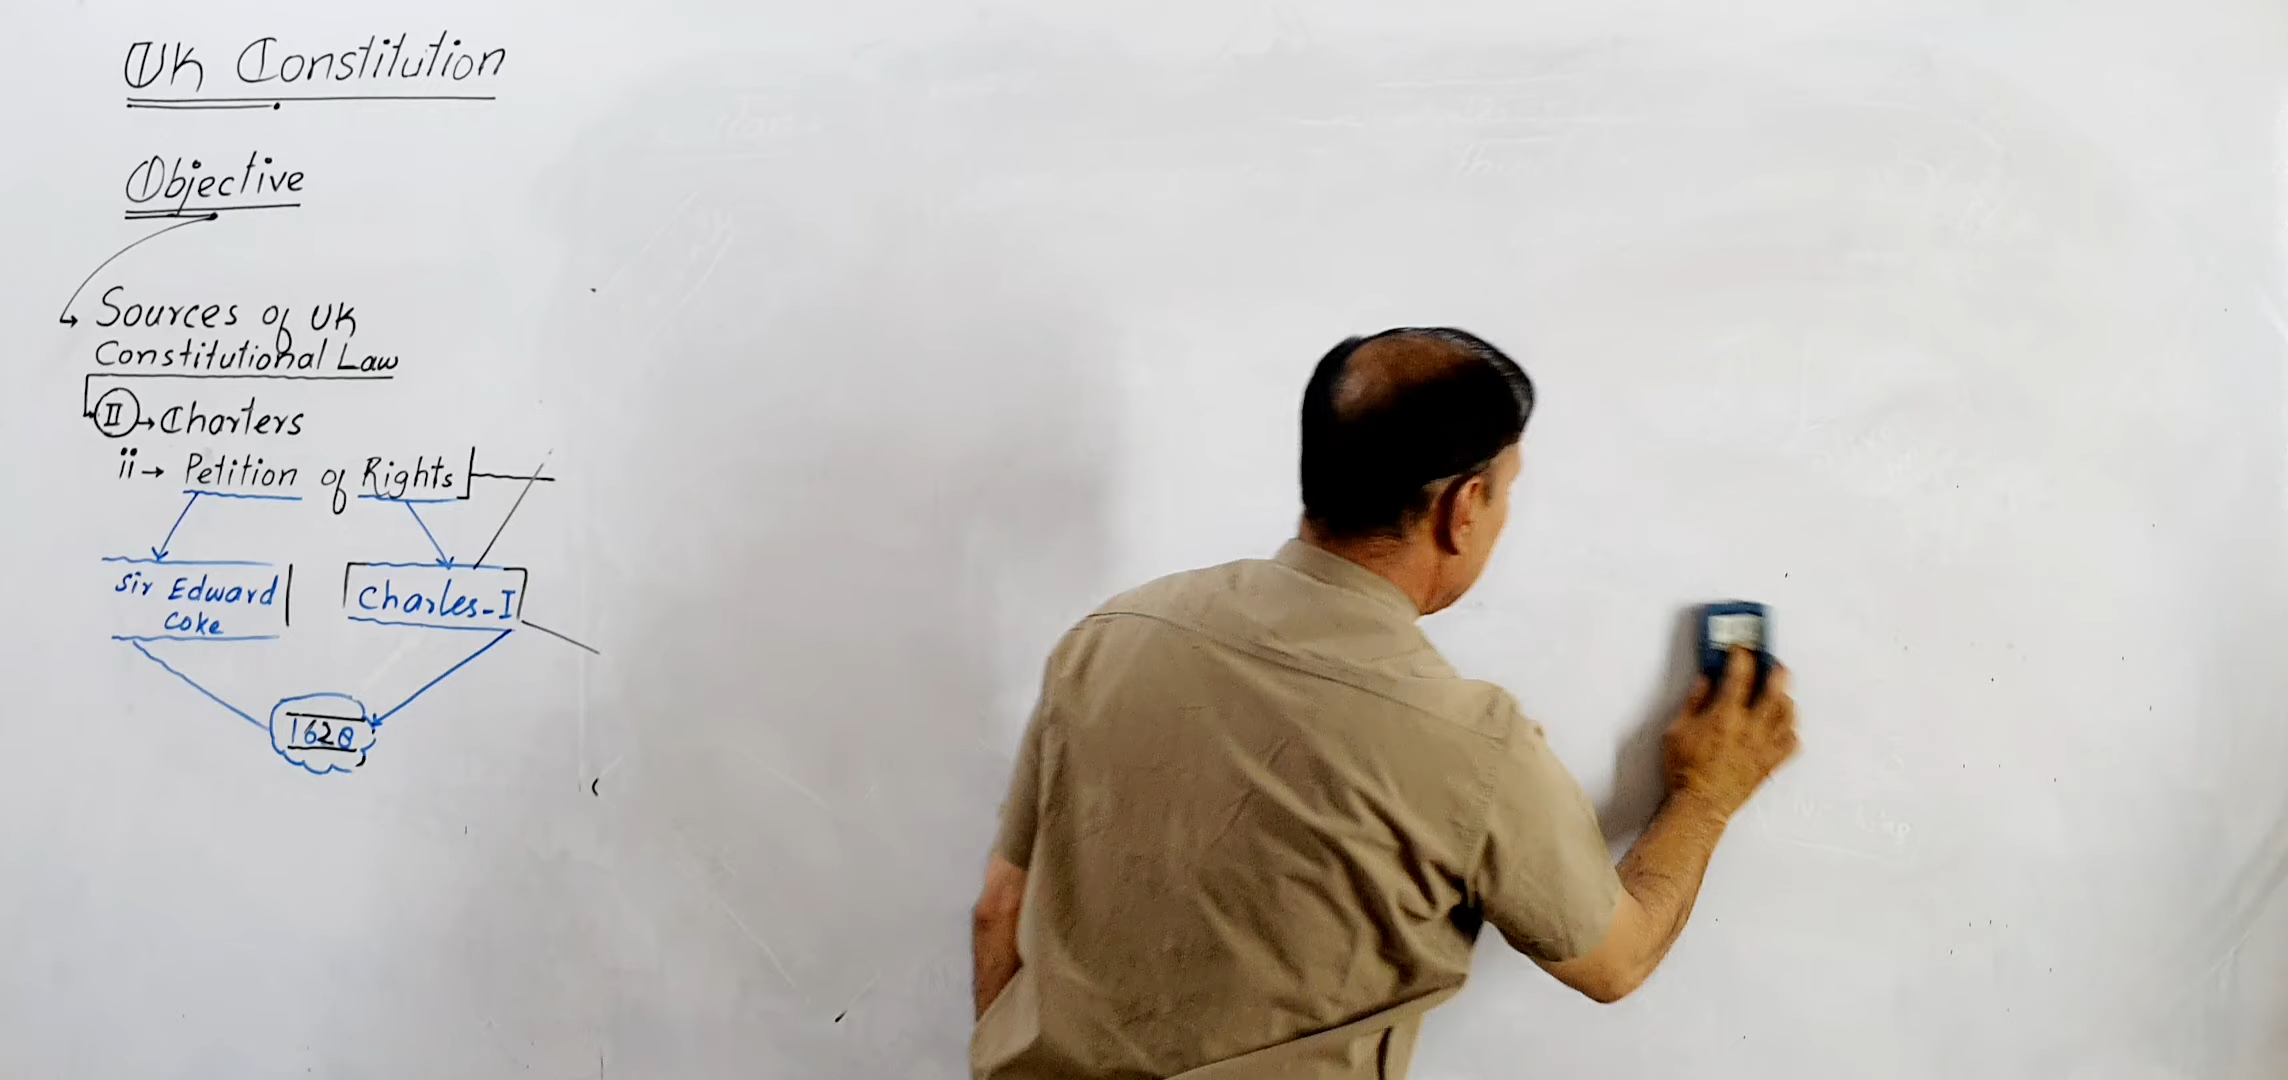 UK Constitution
Objective
↳ Sources of UK
Constitutional Law
II → Charters
ii → Petition of Rights
Sir Edward
Coke
Charles-I
1628